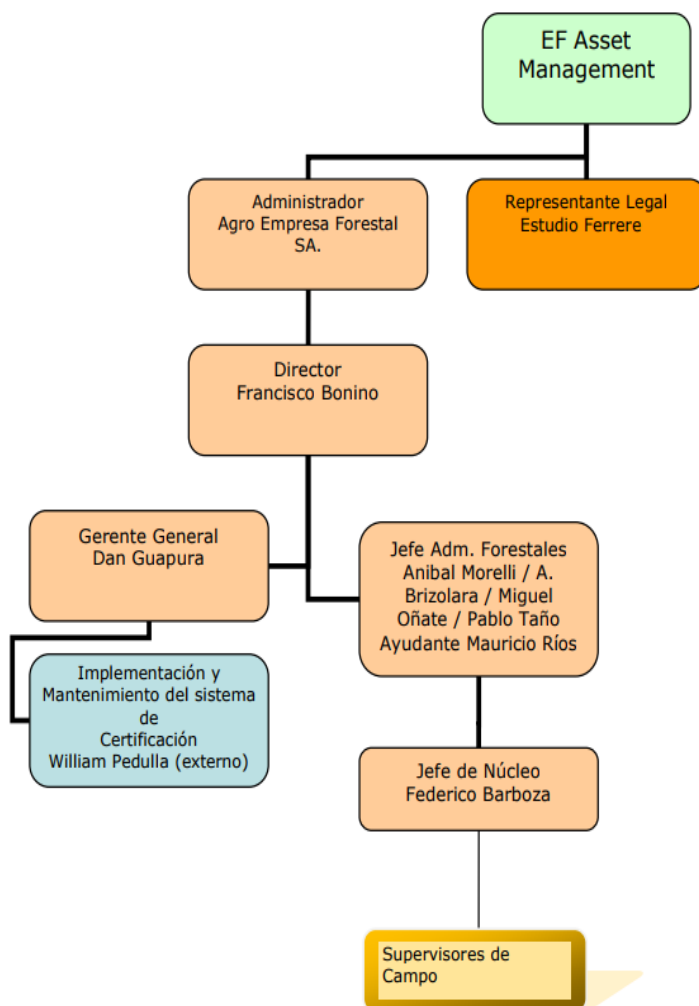 EF Asset
Management
Administrador
Agro Empresa Forestal
SA.
Representante Legal
Estudio Ferrere
Director
Francisco Bonino
Gerente General
Dan Guapura
Jefe Adm. Forestales
Anibal Morelli / A.
Brizolara / Miguel
Oñate / Pablo Taño
Ayudante Mauricio Ríos
Implementación y
Mantenimiento del sistema
de
Certificación
William Pedulla (externo)
Jefe de Núcleo
Federico Barboza
Supervisores de
Campo